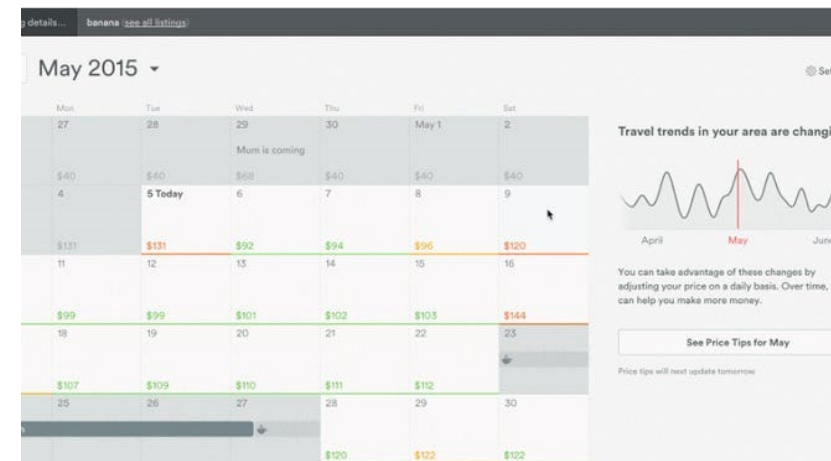 g details...
banana (see all listings)
May 2015
Set
Mon Tue Wed Thu Fri Sat
27 28 29 30 May 1 2
Mum is coming
$40 $40 $68 $40 $40 $40
4 5 Today 6 7 8 9
$131 $131 $92 $94 $96 $120
11 12 13 14 15 16
$99 $99 $101 $102 $103 $144
18 19 20 21 22 23
$107 $109 $110 $111 $112
25 26 27 28 29 30
$120 $122 $122
Travel trends in your area are changi
April May June
You can take advantage of these changes by
adjusting your price on a daily basis. Over time,
can help you make more money.
See Price Tips for May
Price tips will next update tomorrow